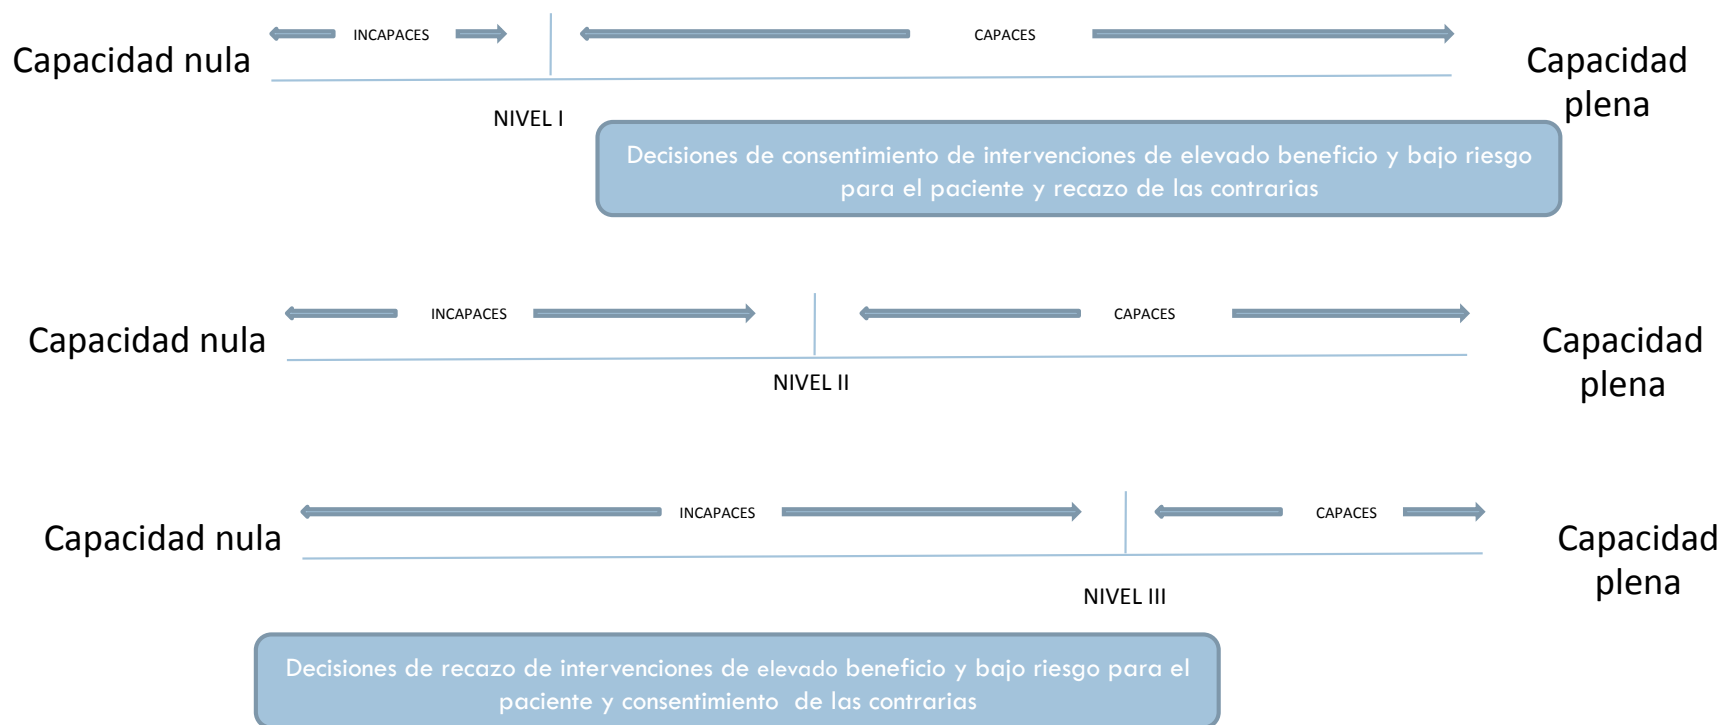 INCAPACES
CAPACES
Capacidad nula
Capacidad
plena
NIVEL I
Decisiones de consentimiento de intervenciones de elevado beneficio y bajo riesgo
para el paciente y recazo de las contrarias
INCAPACES
CAPACES
Capacidad nula
Capacidad
plena
NIVEL II
INCAPACES
CAPACES
Capacidad nula
Capacidad
plena
NIVEL III
Decisiones de recazo de intervenciones de elevado beneficio y bajo riesgo para el
paciente y consentimiento de las contrarias